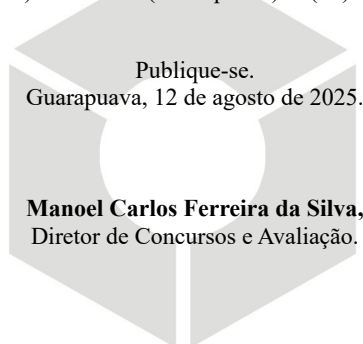 Publique-se.
Guarapuava, 12 de agosto de 2025.
Manoel Carlos Ferreira da Silva,
Diretor de Concursos e Avaliação.